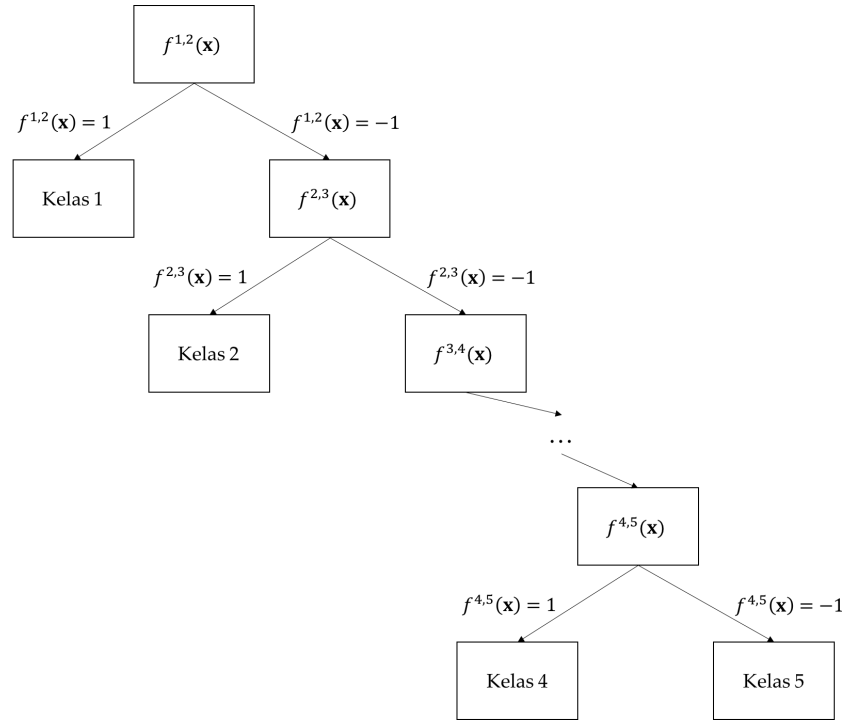 f^{1,2}(𝐱)
f^{1,2}(𝐱) = 1
f^{1,2}(𝐱) = −1
Kelas 1
f^{2,3}(𝐱)
f^{2,3}(𝐱) = 1
f^{2,3}(𝐱) = −1
Kelas 2
f^{3,4}(𝐱)
...
f^{4,5}(𝐱)
f^{4,5}(𝐱) = 1
f^{4,5}(𝐱) = −1
Kelas 4
Kelas 5